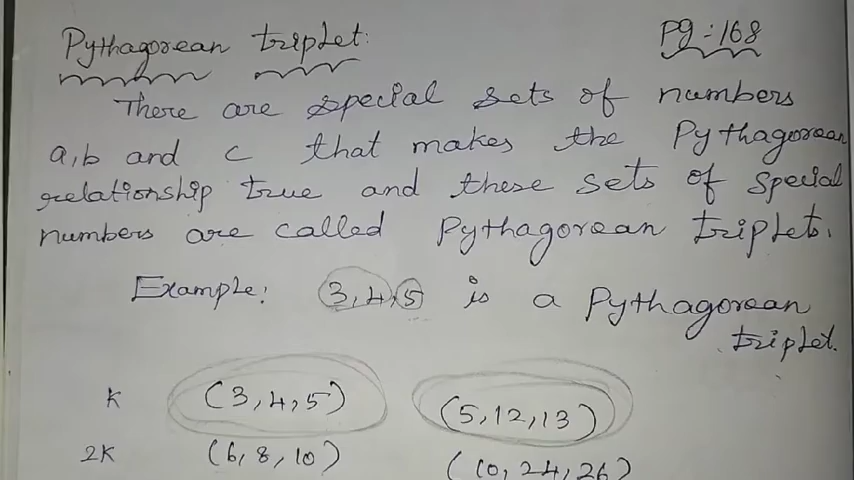 Pythagorean triplet: Pg:168
There are special sets of numbers
a,b and c that makes the Pythagorean
relationship true and these sets of special
numbers are called Pythagorean triplets.
Example: 3,4,5 is a Pythagorean
triplet.
K (3,4,5) (5,12,13)
2K (6,8,10) (10,24,26)